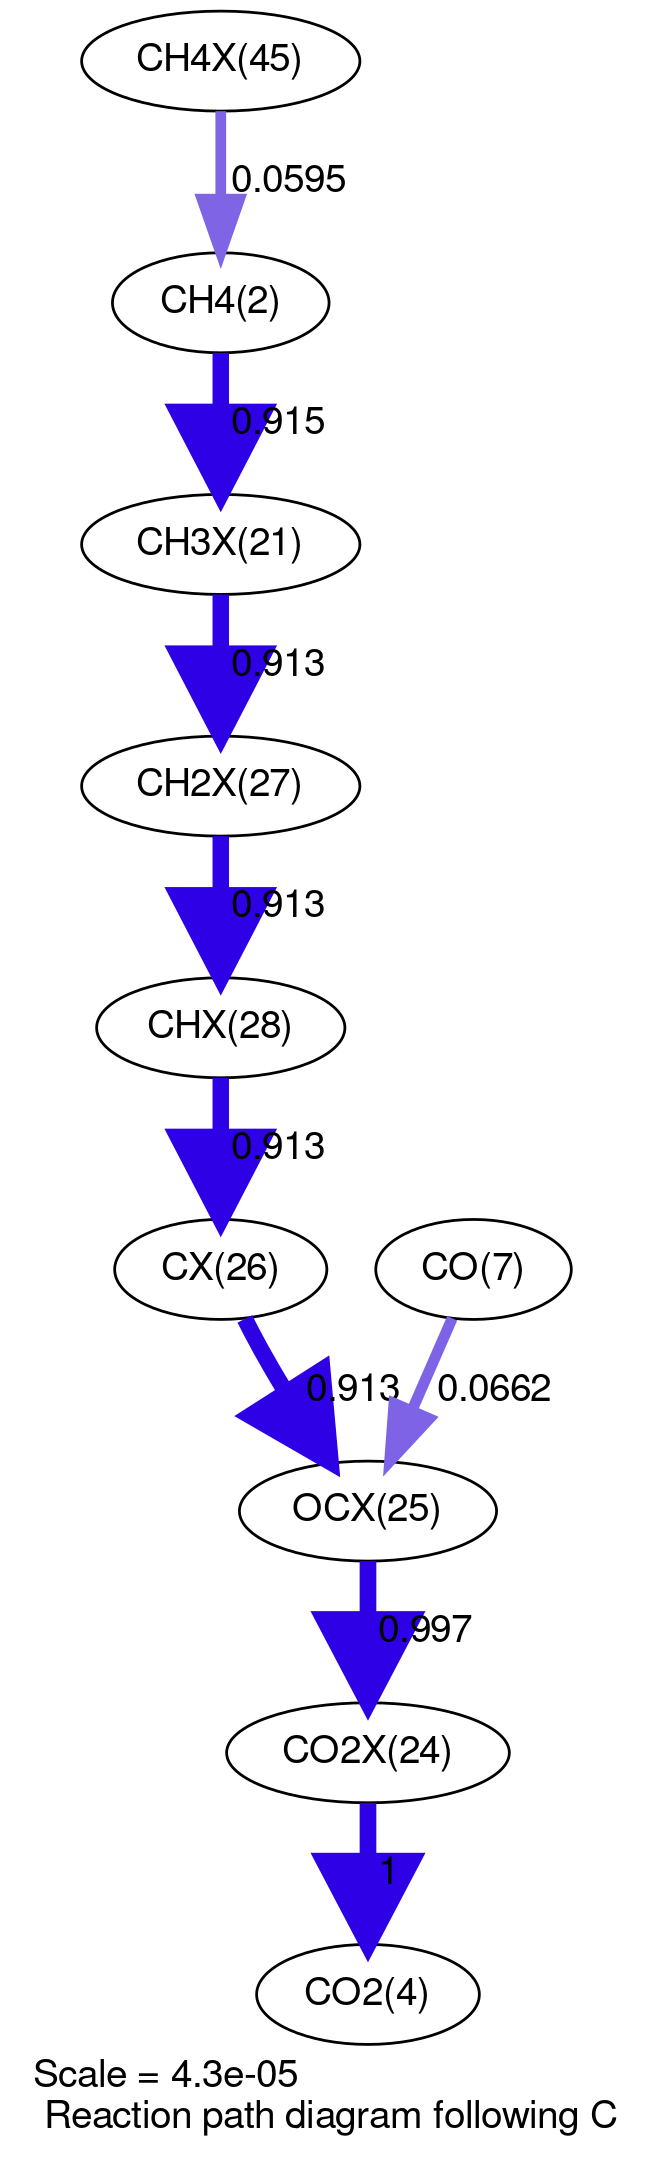 CH4X(45)
0.0595
CH4(2)
0.915
CH3X(21)
0.913
CH2X(27)
0.913
CHX(28)
0.913
CX(26)
CO(7)
0.913
0.0662
OCX(25)
0.997
CO2X(24)
1
CO2(4)
Scale = 4.3e-05
Reaction path diagram following C